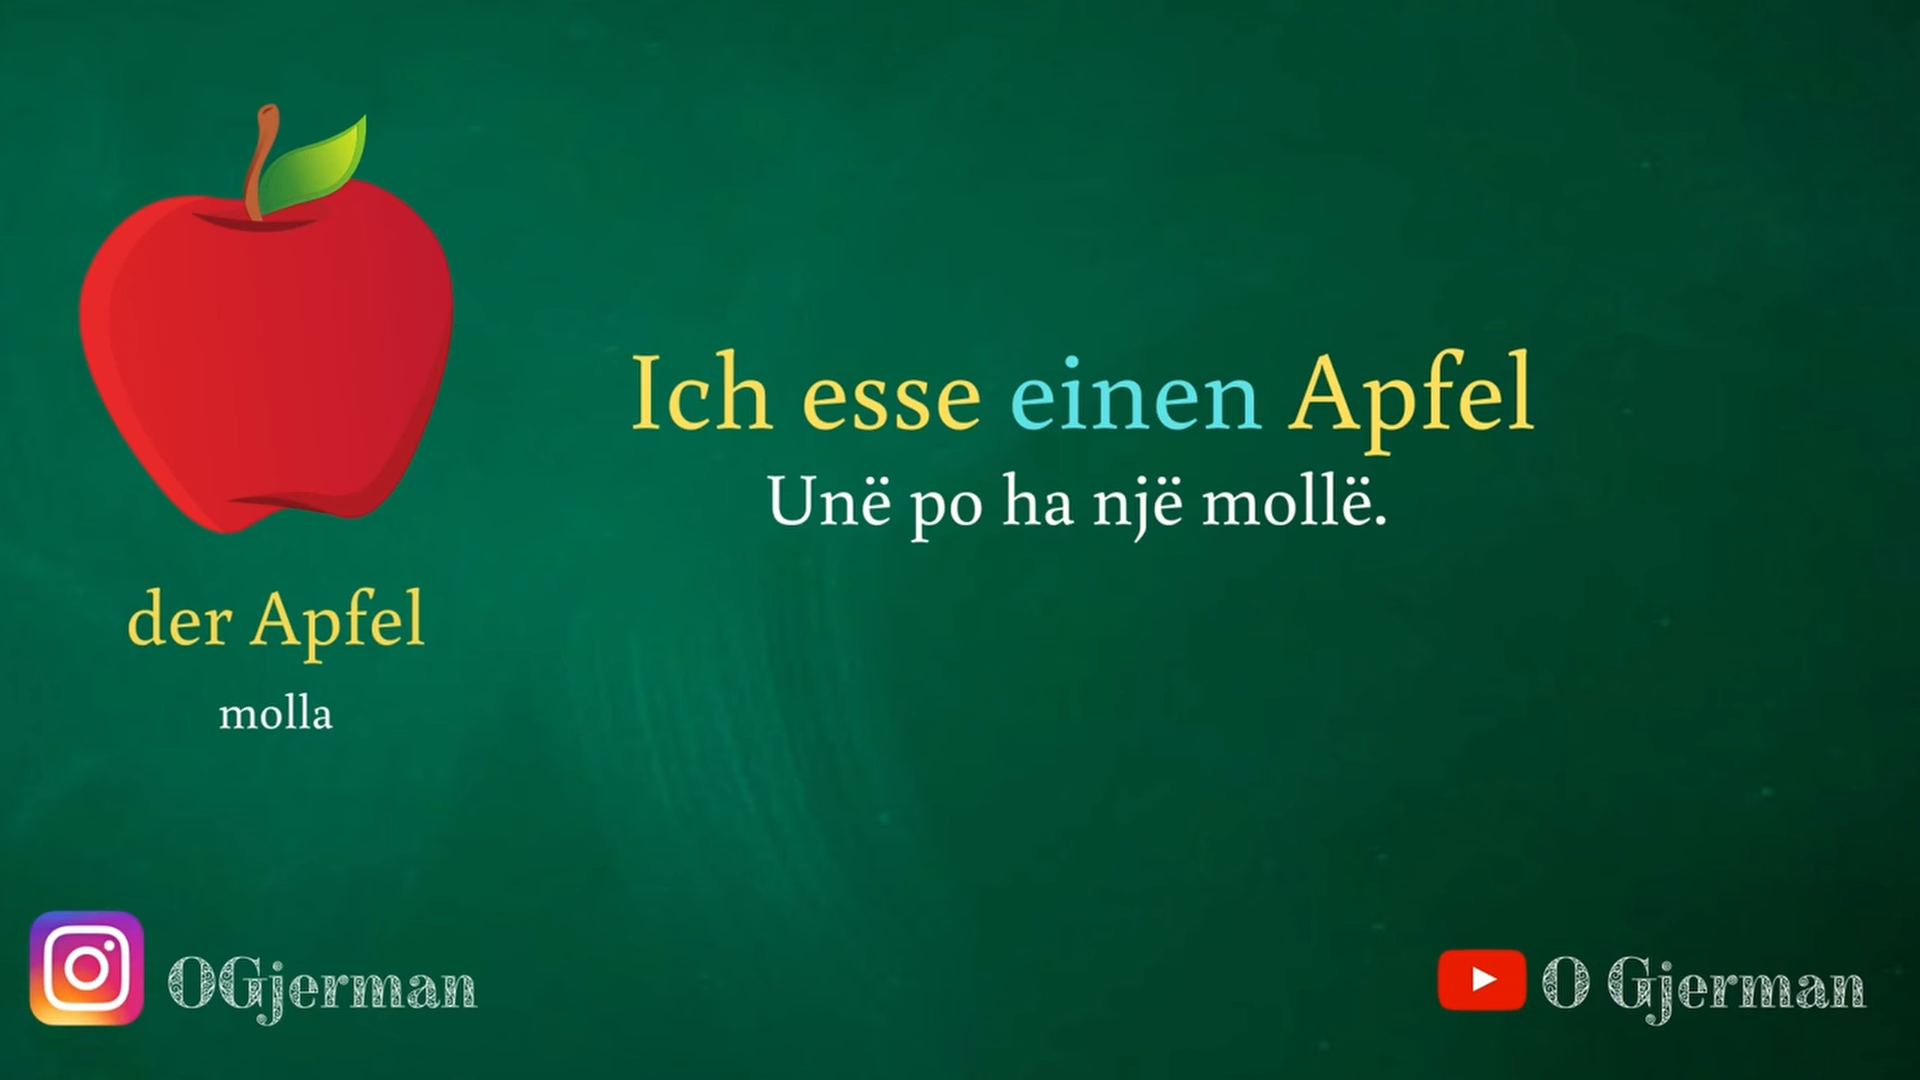 der Apfel
molla
Ich esse einen Apfel
Unë po ha një mollë.
OGjerman
O Gjerman